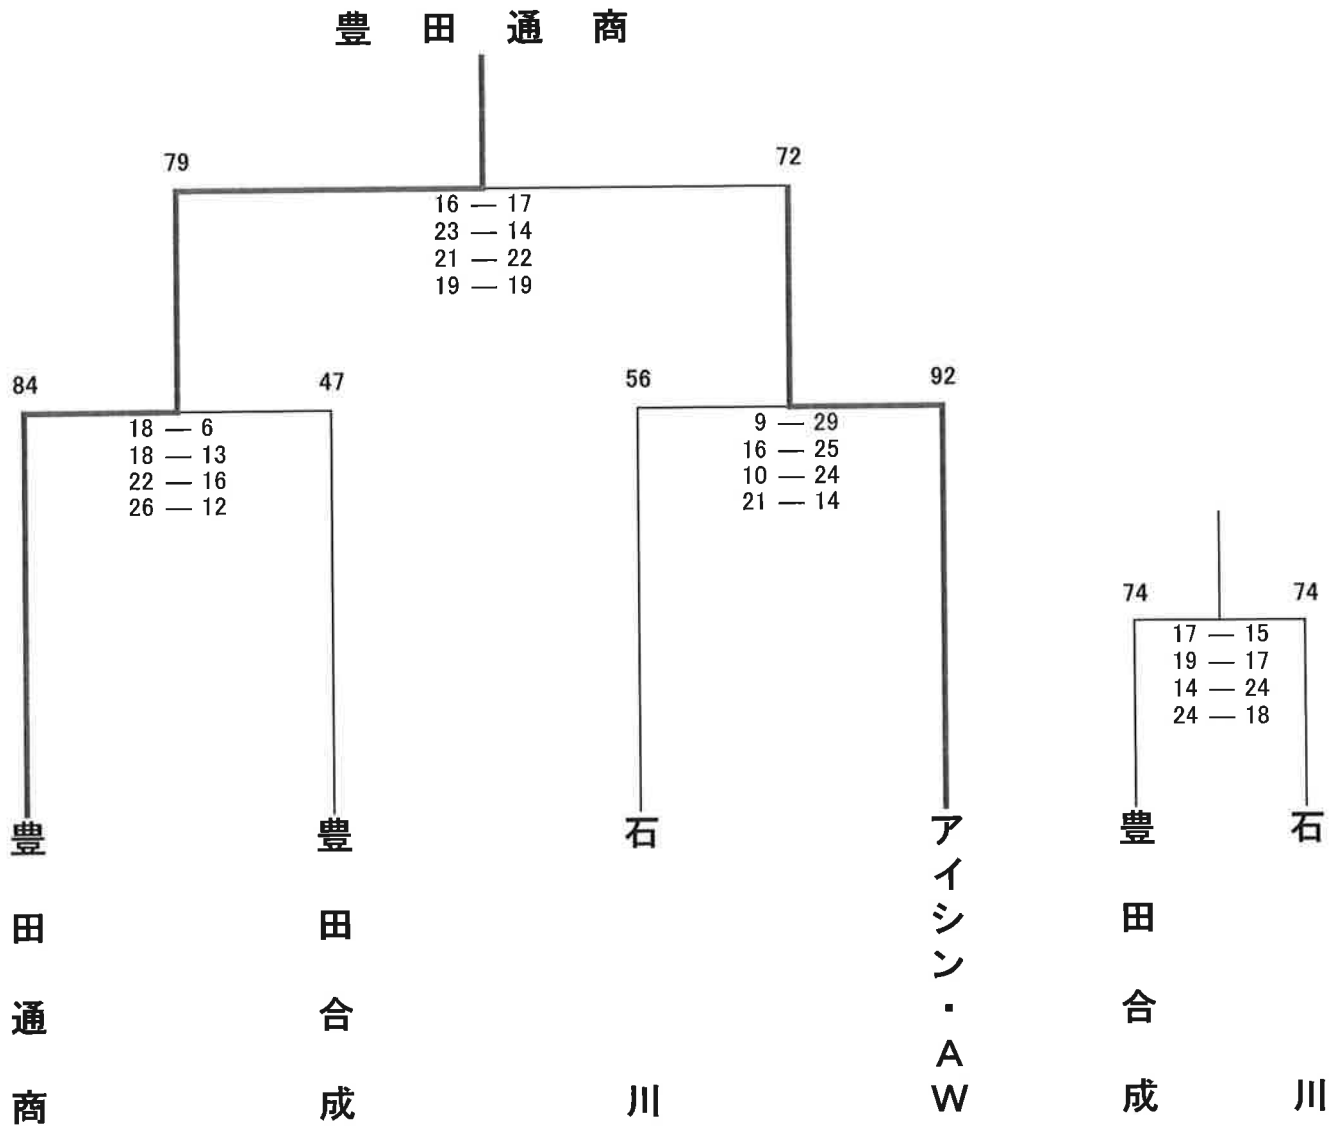 豊田通商
79
72
16 — 17
23 — 14
21 — 22
19 — 19
84
47
18 — 6
18 — 13
22 — 16
26 — 12
56
92
9 — 29
16 — 25
10 — 24
21 — 14
74
74
17 — 15
19 — 17
14 — 24
24 — 18
豊田通商
豊田合成
石川
アイシン・AW
豊田合成
石川